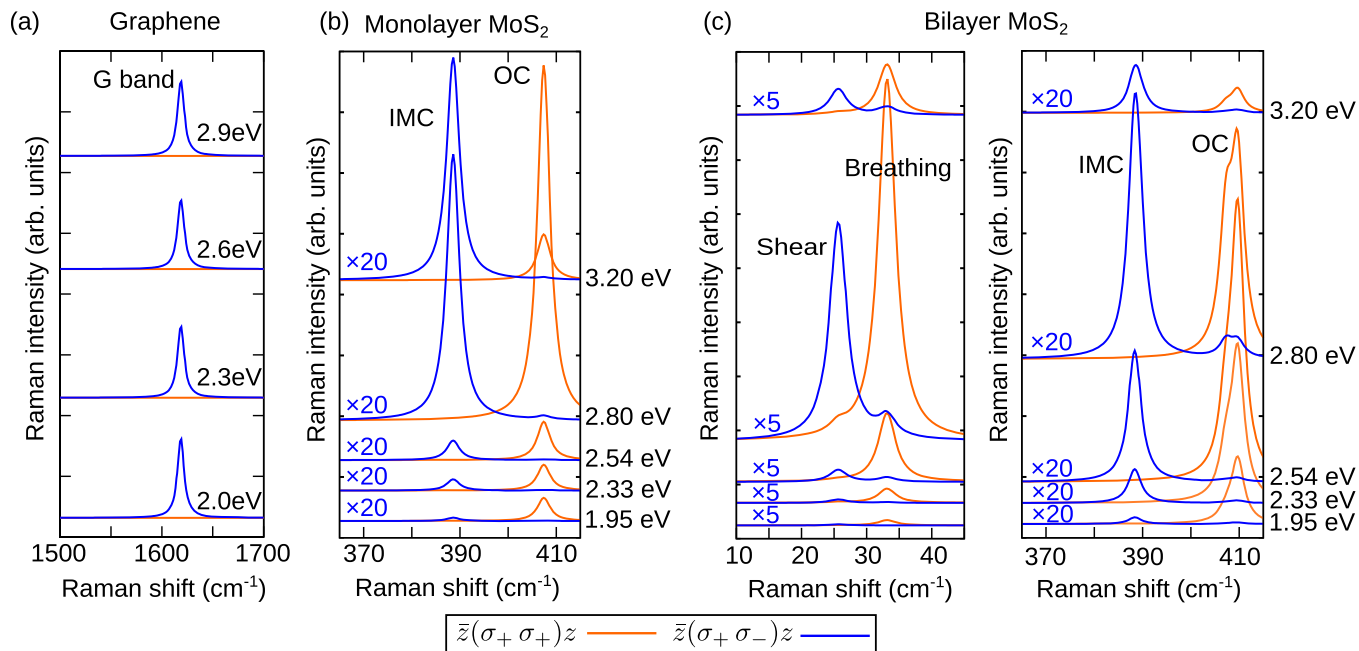 (a) Graphene
G band
2.9eV
2.6eV
2.3eV
2.0eV
1500 1600 1700
Raman shift (cm-1)
Raman intensity (arb. units)
(b) Monolayer MoS2
IMC
OC
×20 3.20 eV
×20 2.80 eV
×20 2.54 eV
×20 2.33 eV
×20 1.95 eV
370 390 410
Raman shift (cm-1)
Raman intensity (arb. units)
(c) Bilayer MoS2
×5
Breathing
Shear
×5
×5
×5
×5
10 20 30 40
Raman shift (cm-1)
Raman intensity (arb. units)
×20 3.20 eV
IMC
OC
×20 2.80 eV
×20 2.54 eV
×20 2.33 eV
×20 1.95 eV
370 390 410
Raman shift (cm-1)
Raman intensity (arb. units)
z̄(σ+ σ+)z z̄(σ+ σ−)z